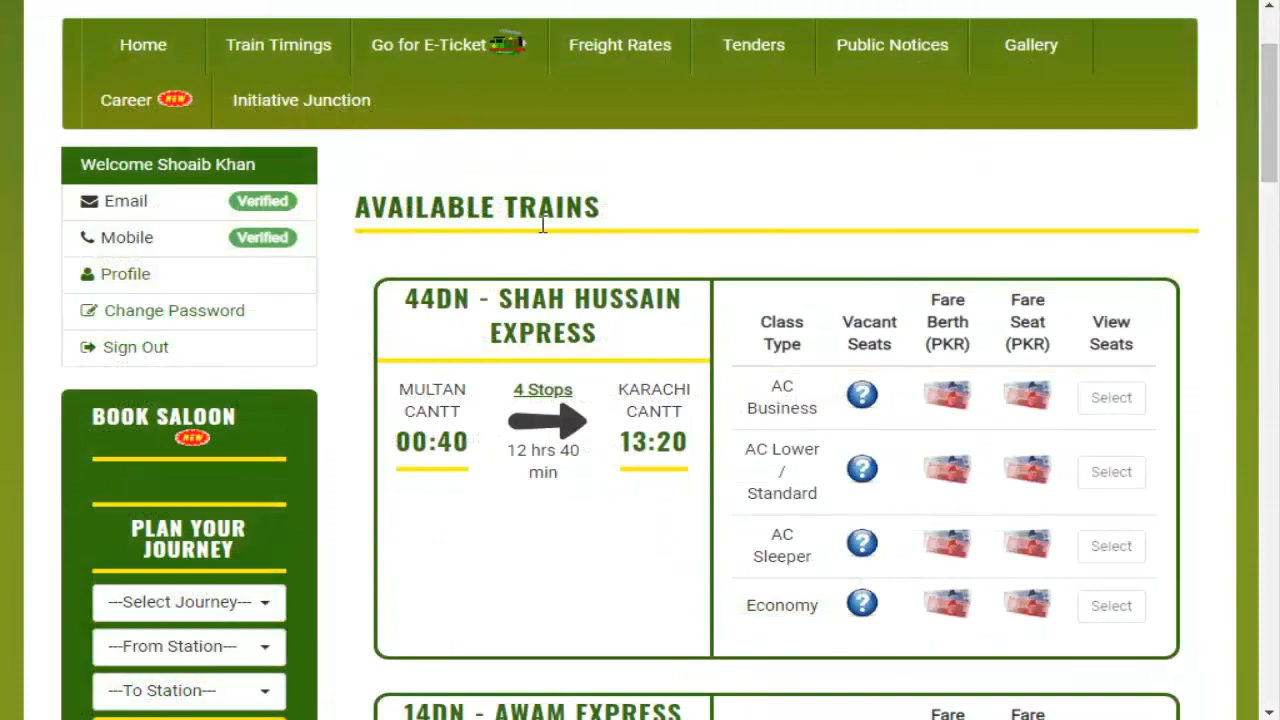 Home
Train Timings
Go for E-Ticket
Freight Rates
Tenders
Public Notices
Gallery
Career NEW
Initiative Junction
Welcome Shoaib Khan
Email Verified
Mobile Verified
Profile
Change Password
Sign Out
BOOK SALOON
NEW
PLAN YOUR
JOURNEY
---Select Journey---
---From Station---
---To Station---
AVAILABLE TRAINS
44DN - SHAH HUSSAIN
EXPRESS
MULTAN
CANTT
00:40
4 Stops
12 hrs 40
min
KARACHI
CANTT
13:20
Class
Type
Vacant
Seats
Fare
Berth
(PKR)
Fare
Seat
(PKR)
View
Seats
AC
Business
?
Select
AC Lower
/
Standard
?
Select
AC
Sleeper
?
Select
Economy
?
Select
14DN - AWAM EXPRESS
Fare
Fare